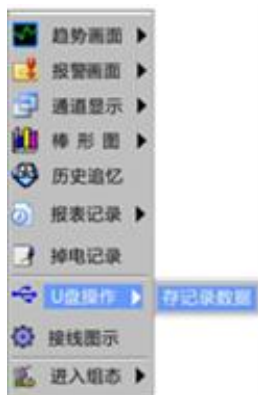 趋势画面
报警画面
通道显示
棒 形 图
历史追忆
报表记录
掉电记录
U盘操作 存记录数据
接线图示
进入组态